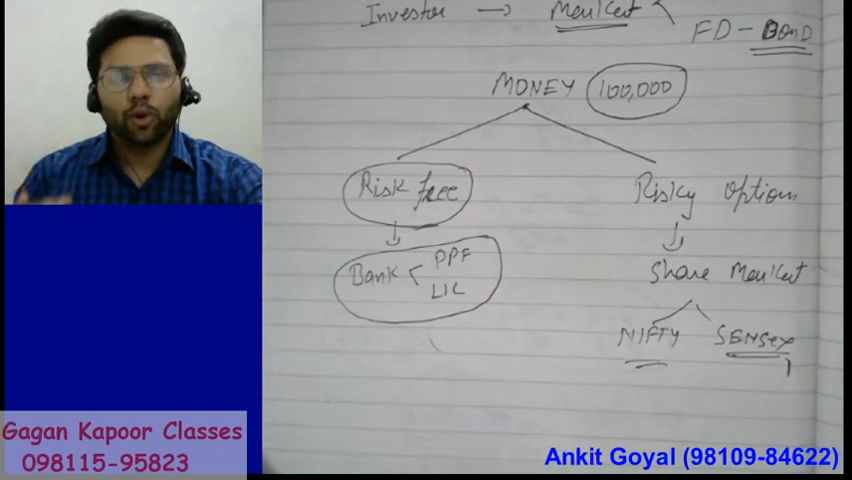 Investor → Market
FD - Bond
MONEY 100,000
Risk free
Risky Options
Bank < PPF
LIC
Share Market
NIFTY SENSex
Gagan Kapoor Classes
098115-95823
Ankit Goyal (98109-84622)